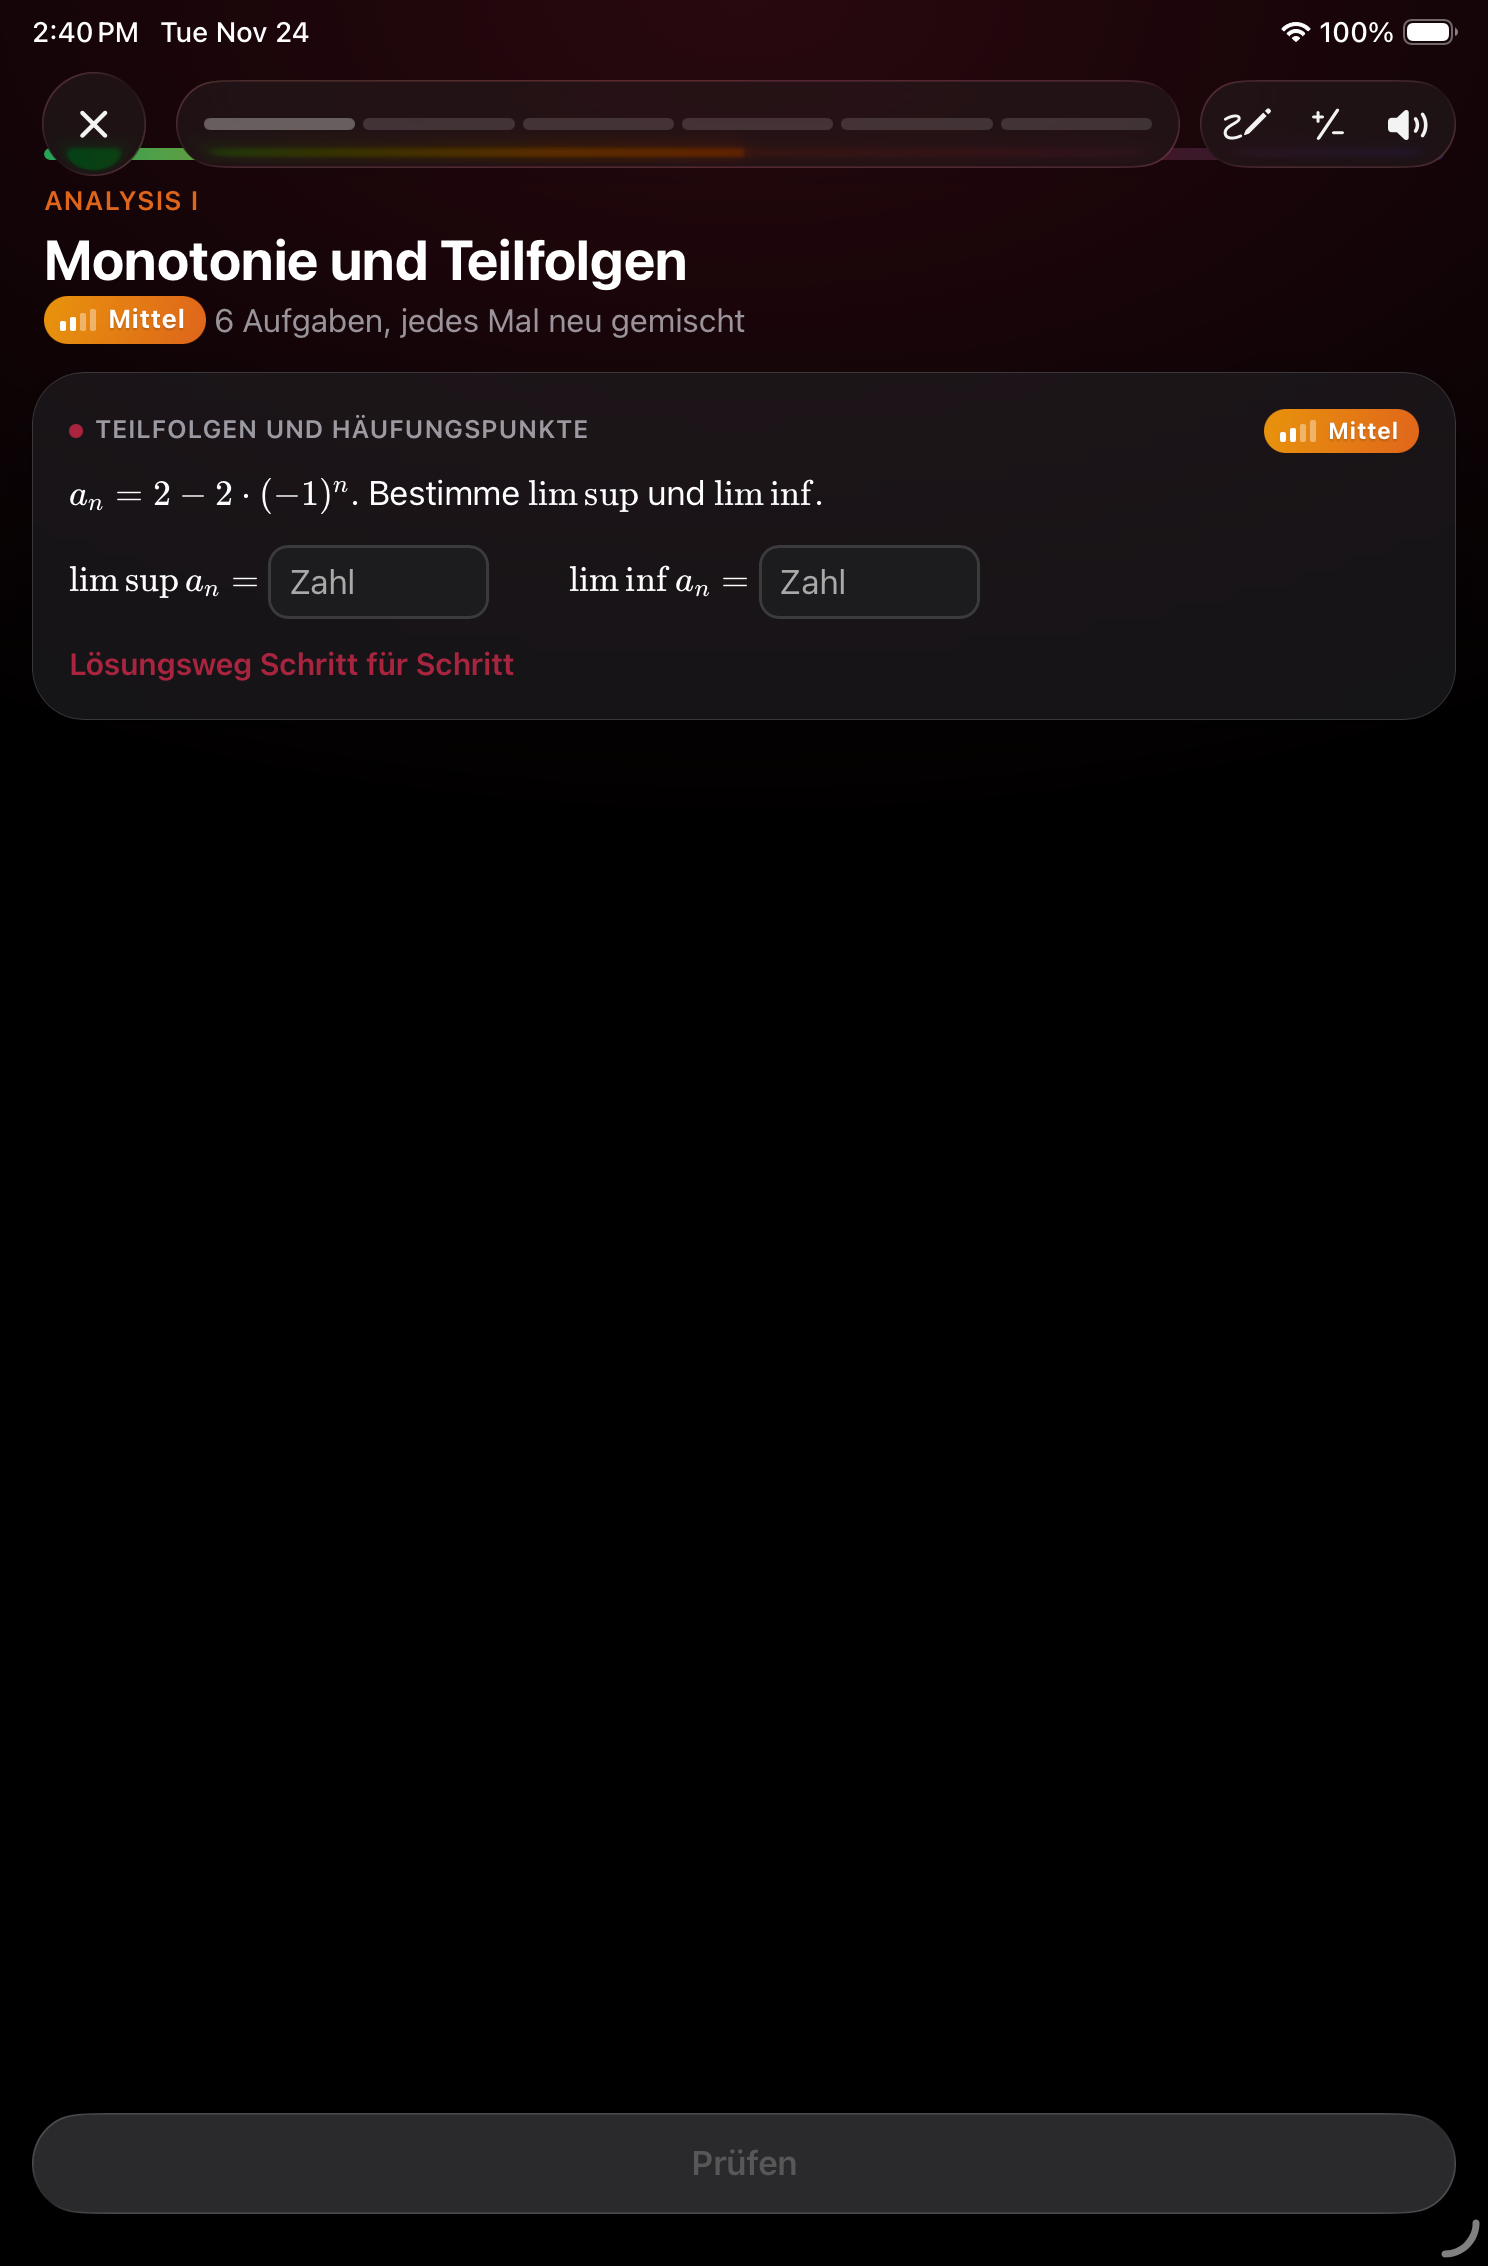 2:40 PM Tue Nov 24 100%
ANALYSIS I
Monotonie und Teilfolgen
Mittel 6 Aufgaben, jedes Mal neu gemischt
TEILFOLGEN UND HÄUFUNGSPUNKTE Mittel
aₙ = 2 − 2 · (−1)ⁿ. Bestimme lim sup und lim inf.
lim sup aₙ = Zahl lim inf aₙ = Zahl
Lösungsweg Schritt für Schritt
Prüfen